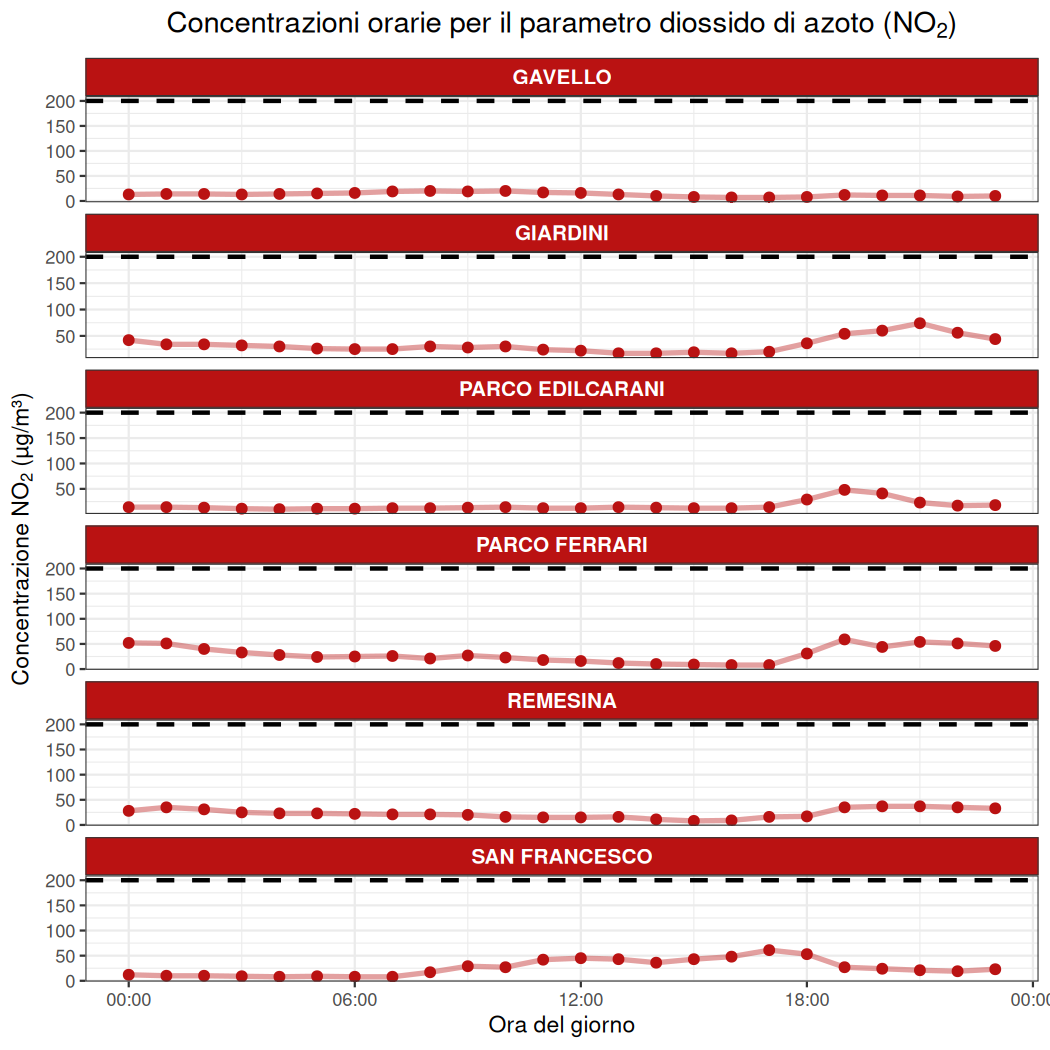 Concentrazioni orarie per il parametro diossido di azoto (NO₂)
Concentrazione NO₂ (µg/m³)
GAVELLO
200
150
100
50
0
GIARDINI
200
150
100
50
PARCO EDILCARANI
200
150
100
50
PARCO FERRARI
200
150
100
50
0
REMESINA
200
150
100
50
0
SAN FRANCESCO
200
150
100
50
0
00:00 06:00 12:00 18:00 00:0
Ora del giorno